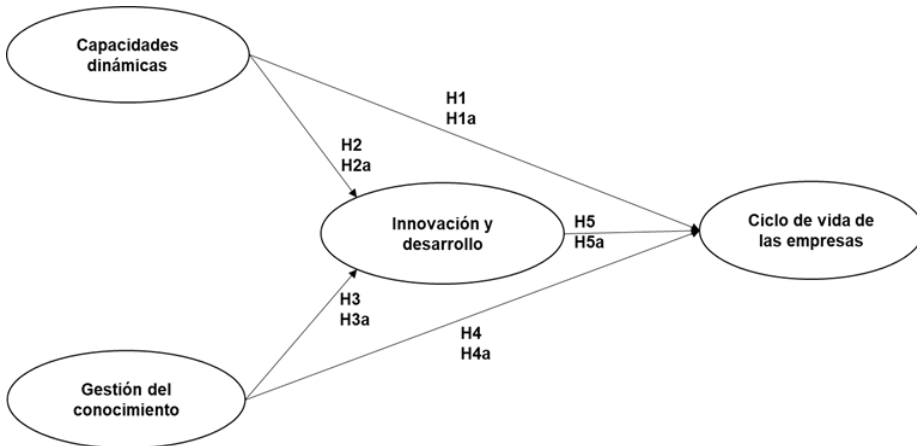 Capacidades
dinámicas
H1
H1a
H2
H2a
Innovación y
desarrollo
H5
H5a
Ciclo de vida de
las empresas
H3
H3a
H4
H4a
Gestión del
conocimiento